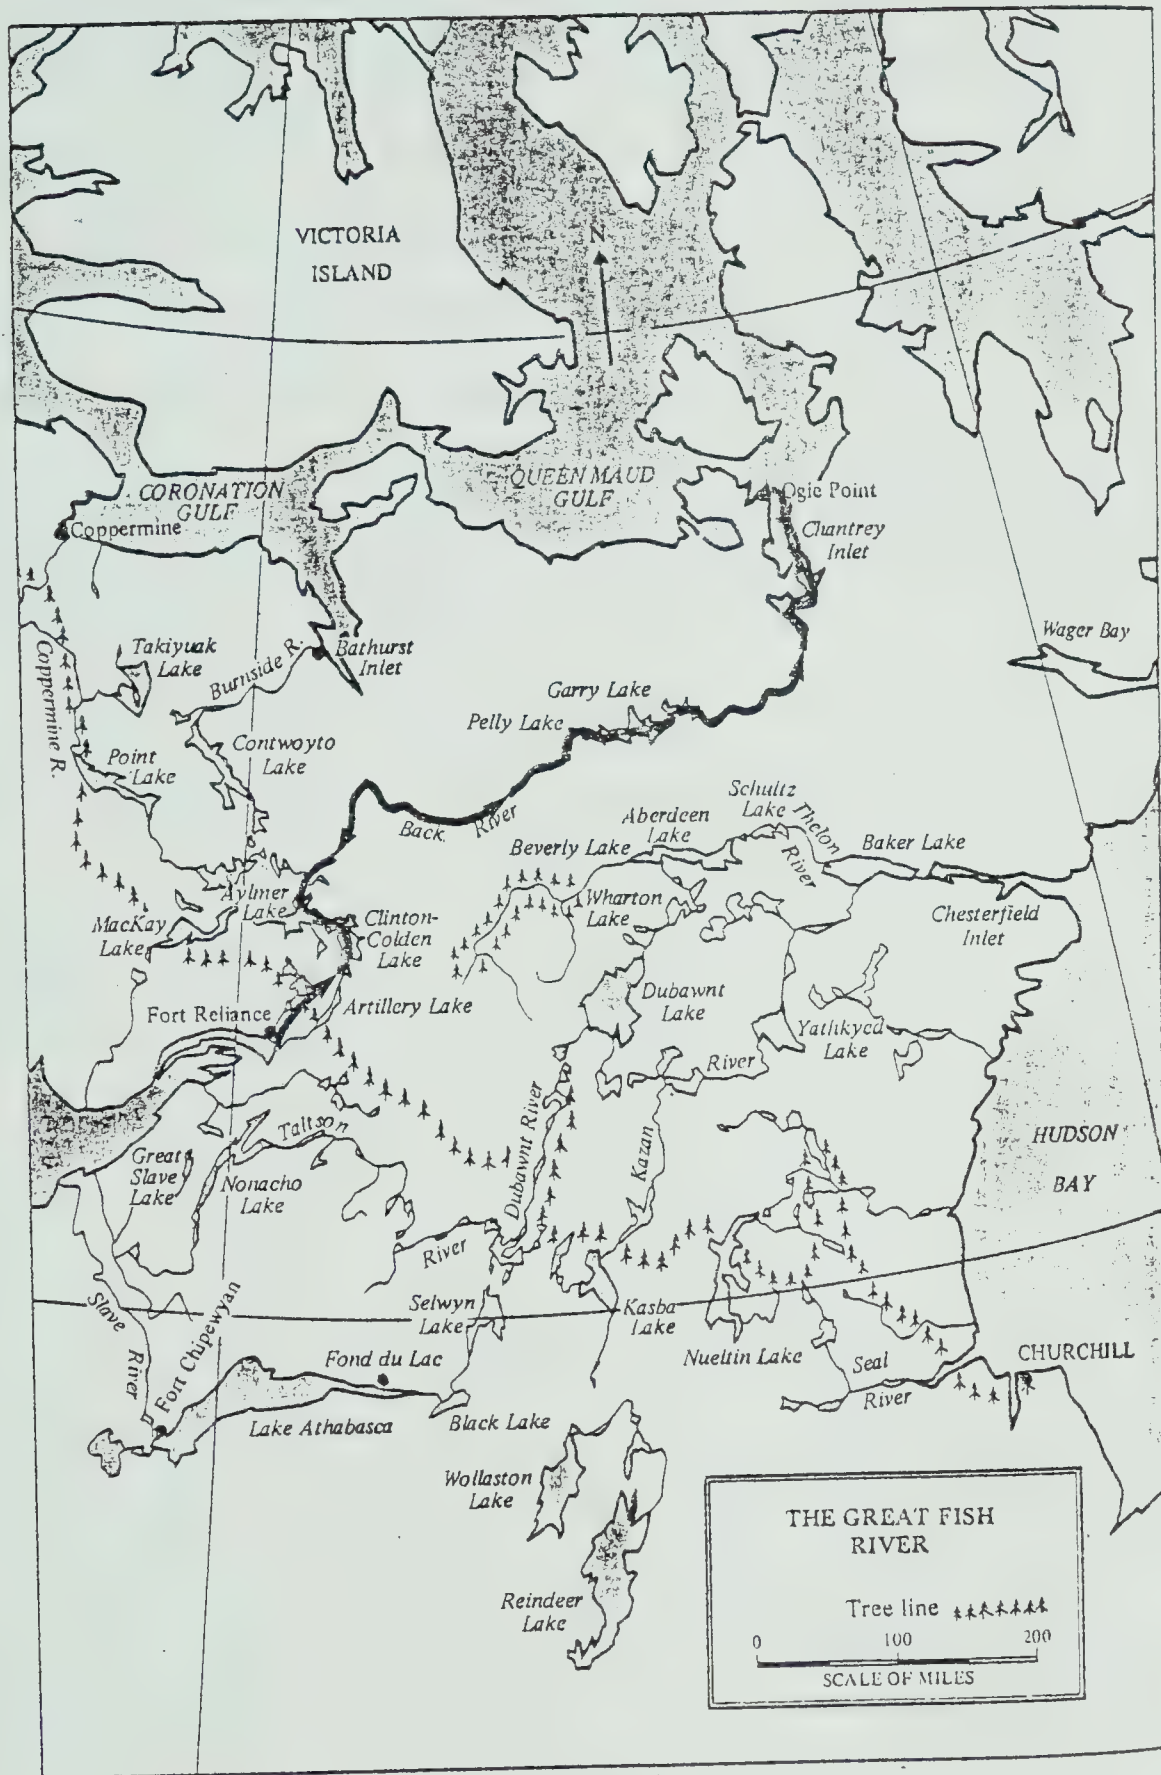 VICTORIA
ISLAND
N
CORONATION
GULF
QUEEN MAUD
GULF
Ogle Point
Coppermine
Chantrey
Inlet
Wager Bay
Takiyuak
Lake
Burnside R.
Bathurst
Inlet
Coppermine R.
Garry Lake
Pelly Lake
Point
Lake
Contwoyto
Lake
Back River
Schultz
Lake
Thelon
River
Aberdeen
Lake
Beverly Lake
Baker Lake
Aylmer
Lake
Wharton
Lake
Clinton-
Colden
Lake
MacKay
Lake
Chesterfield
Inlet
Fort Reliance
Artillery Lake
Dubawnt
Lake
Yathkyed
Lake
River
Kazan
Dubawnt River
Taltson
River
Great
Slave
Lake
Nonacho
Lake
HUDSON
BAY
Slave
River
Fort Chipewyan
Selwyn
Lake
Kasba
Lake
Nueltin Lake
Fond du Lac
Seal
River
CHURCHILL
Lake Athabasca
Black Lake
Wollaston
Lake
Reindeer
Lake
THE GREAT FISH
RIVER
Tree line
0 100 200
SCALE OF MILES